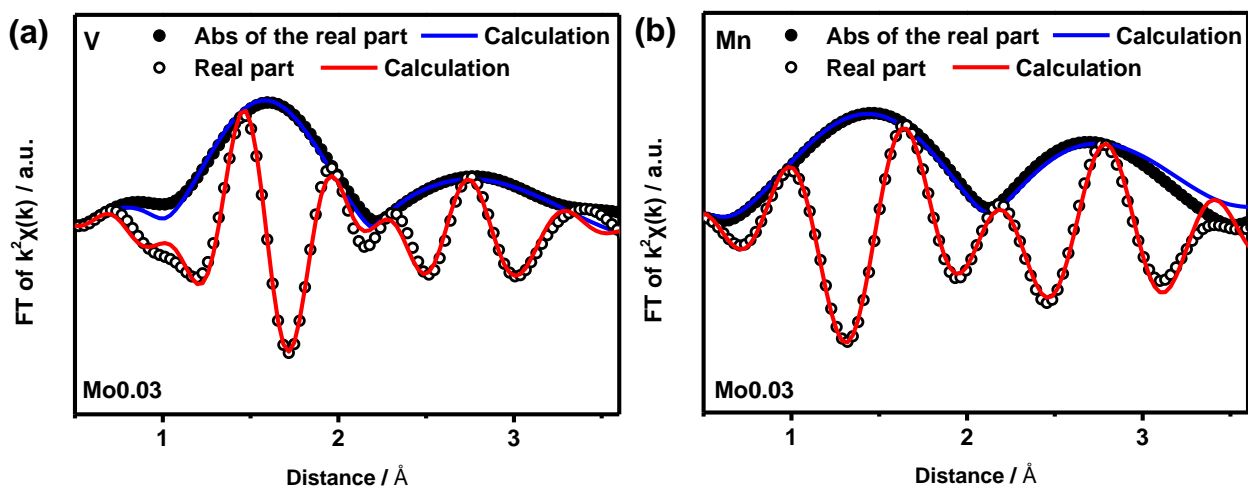 (a)
V
Abs of the real part
Calculation
Real part
Calculation
FT of k²χ(k) / a.u.
Mo0.03
1
2
3
Distance / Å
(b)
Mn
Abs of the real part
Calculation
Real part
Calculation
FT of k²χ(k) / a.u.
Mo0.03
1
2
3
Distance / Å